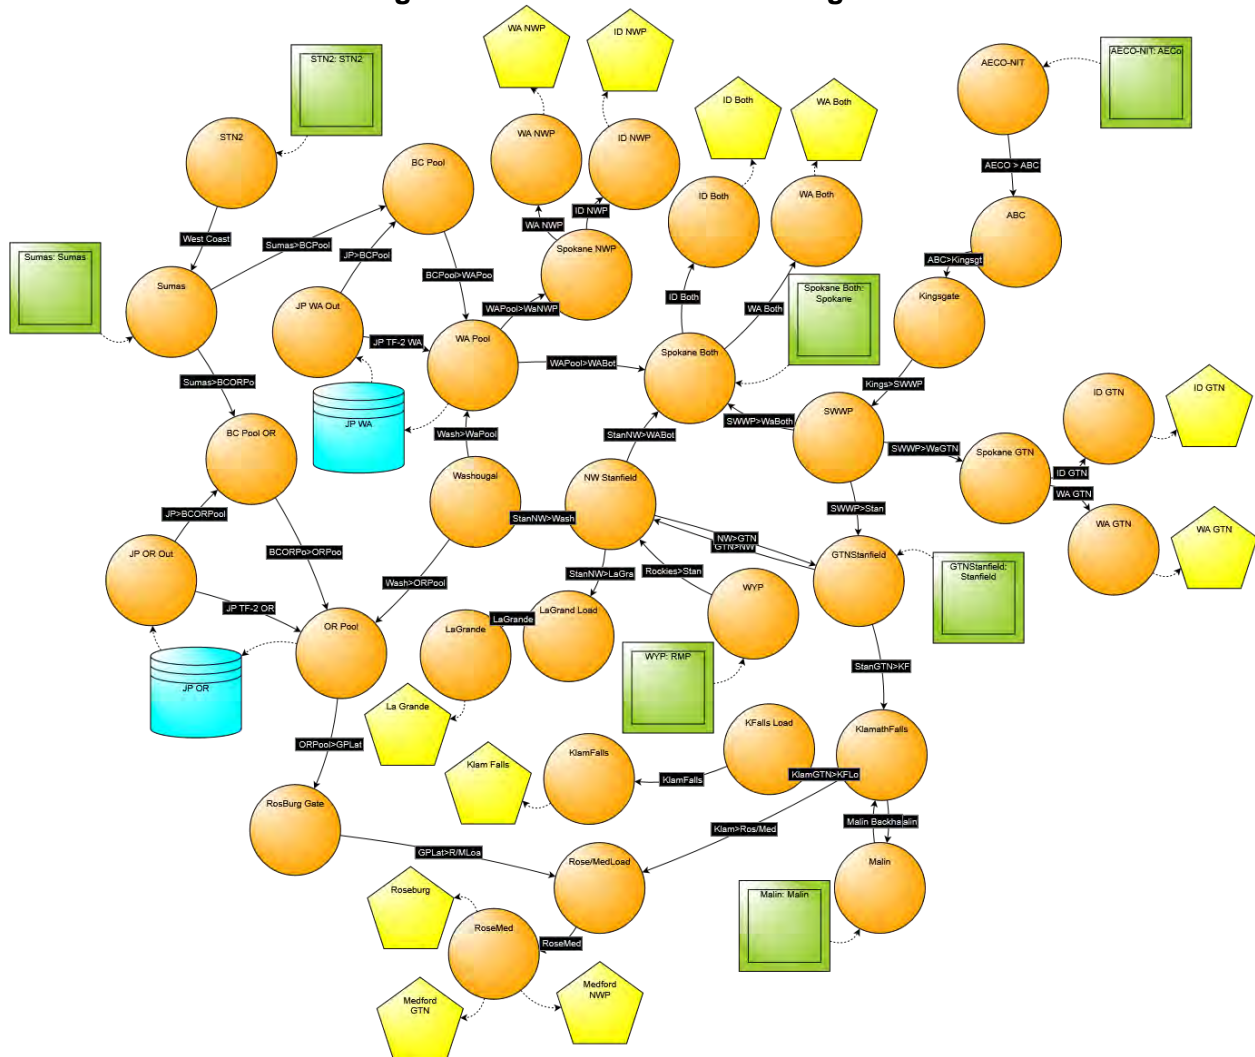 WA NWP
ID NWP
STN2: STN2
AECO-NIT
AECO-NIT: AECo
ID Both
WA Both
STN2
WA NWP
ID NWP
BC Pool
AECO > ABC
ID Both
WA Both
ID NWP
ABC
WA NWP
West Coast
Sumas>BCPool
Spokane NWP
JP>BCPool
Sumas: Sumas
ABC>Kingsgt
BCPool>WAPoo
Sumas
Spokane Both:
Spokane
Kingsgate
ID Both
JP WA Out
WAPool>WaNWP
WA Both
WA Pool
JP TF-2 WA
Spokane Both
WAPool>WABot
Sumas>BCORPo
Kings>SWWP
ID GTN
SWWP
JP WA
SWWP>WaBoth
BC Pool OR
Wash>WaPool
StanNW>WABot
SWWP>WaGTN
Spokane GTN
ID GTN
Washougal
NW Stanfield
ID GTN
WA GTN
SWWP>Stan
JP>BCORPool
StanNW>Wash
WA GTN
WA GTN
NW>GTN
GTN>NW
BCORPo>ORPoo
JP OR Out
GTNStanfield
GTNStanfield:
Stanfield
StanNW>LaGra
Rockies>Stan
Wash>ORPool
WYP
JP TF-2 OR
LaGrand Load
LaGrande
OR Pool
LaGrande
WYP: RMP
StanGTN>KF
JP OR
La Grande
KFalls Load
KlamathFalls
ORPool>GPLat
KlamFalls
Klam Falls
KlamGTN>KFLo
KlamFalls
RosBurg Gate
Malin Backha
alin
Klam>Ros/Med
GPLat>R/MLoa
Rose/MedLoad
Malin
Roseburg
Malin: Malin
RoseMed
RoseMed
Medford
NWP
Medford
GTN